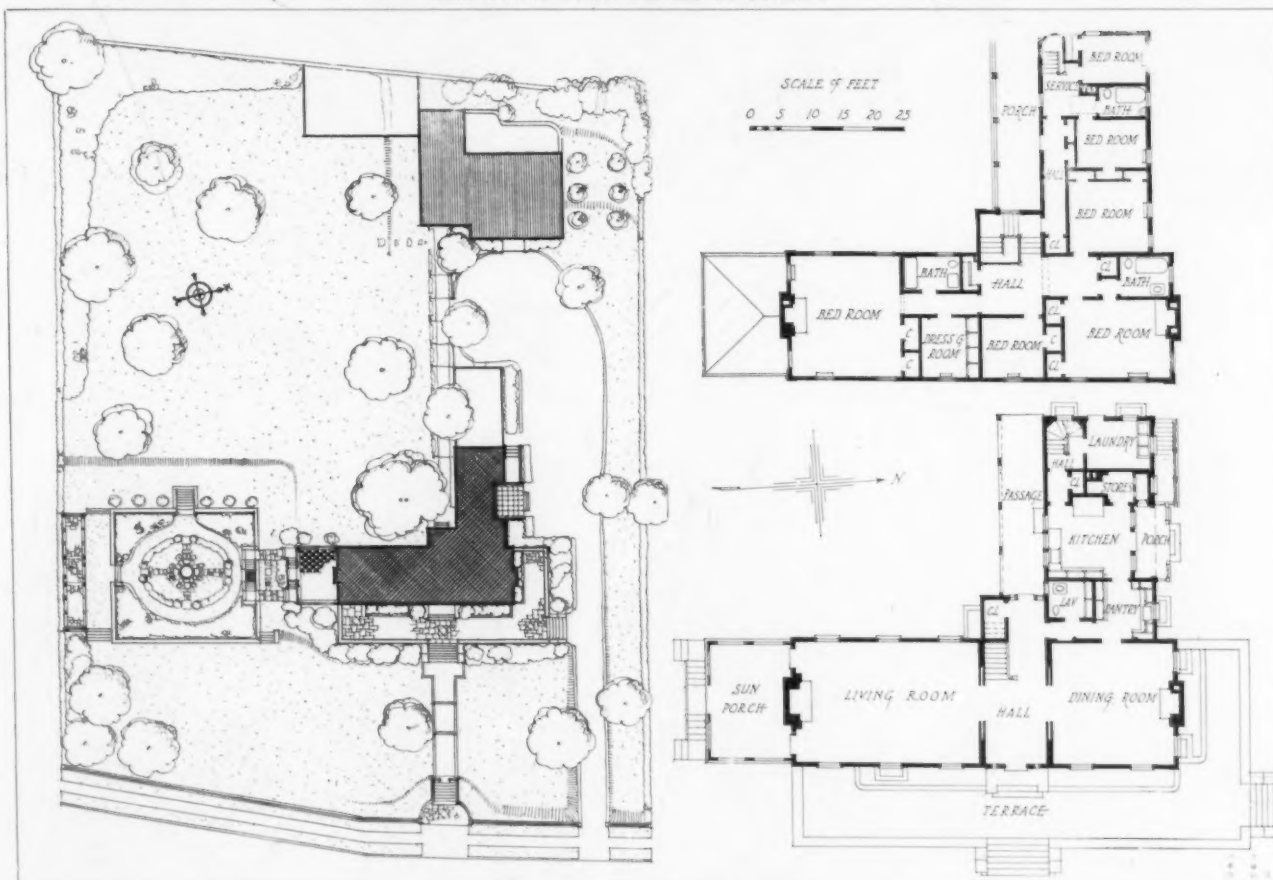 SCALE of FEET
0 5 10 15 20 25
BED ROOM
SERVICE
PORCH
BATH
BED ROOM
BED ROOM
CL
BATH
HALL
CL
BATH
BED ROOM
CL
BED ROOM
C
DRESS'G ROOM
BED ROOM
C
C
CL
LAUNDRY
HALL
CL
STORES
PASSAGE
KITCHEN
PORCH
LAV
PANTRY
CL
N
SUN PORCH
LIVING ROOM
HALL
DINING ROOM
TERRACE